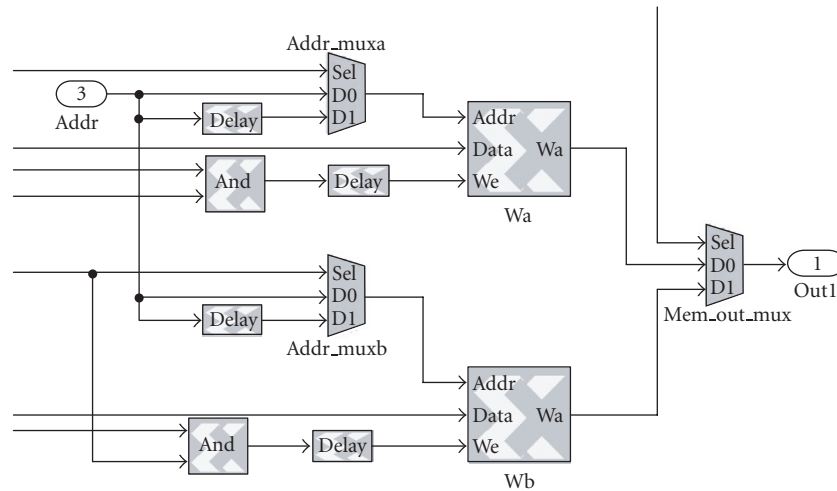 Addr_muxa
Sel
D0
D1
3
Addr
Delay
Addr
Data
We
Wa
Wa
And
Delay
Sel
D0
D1
Mem_out_mux
1
Out1
Sel
D0
D1
Addr_muxb
Delay
Addr
Data
We
Wa
Wb
And
Delay